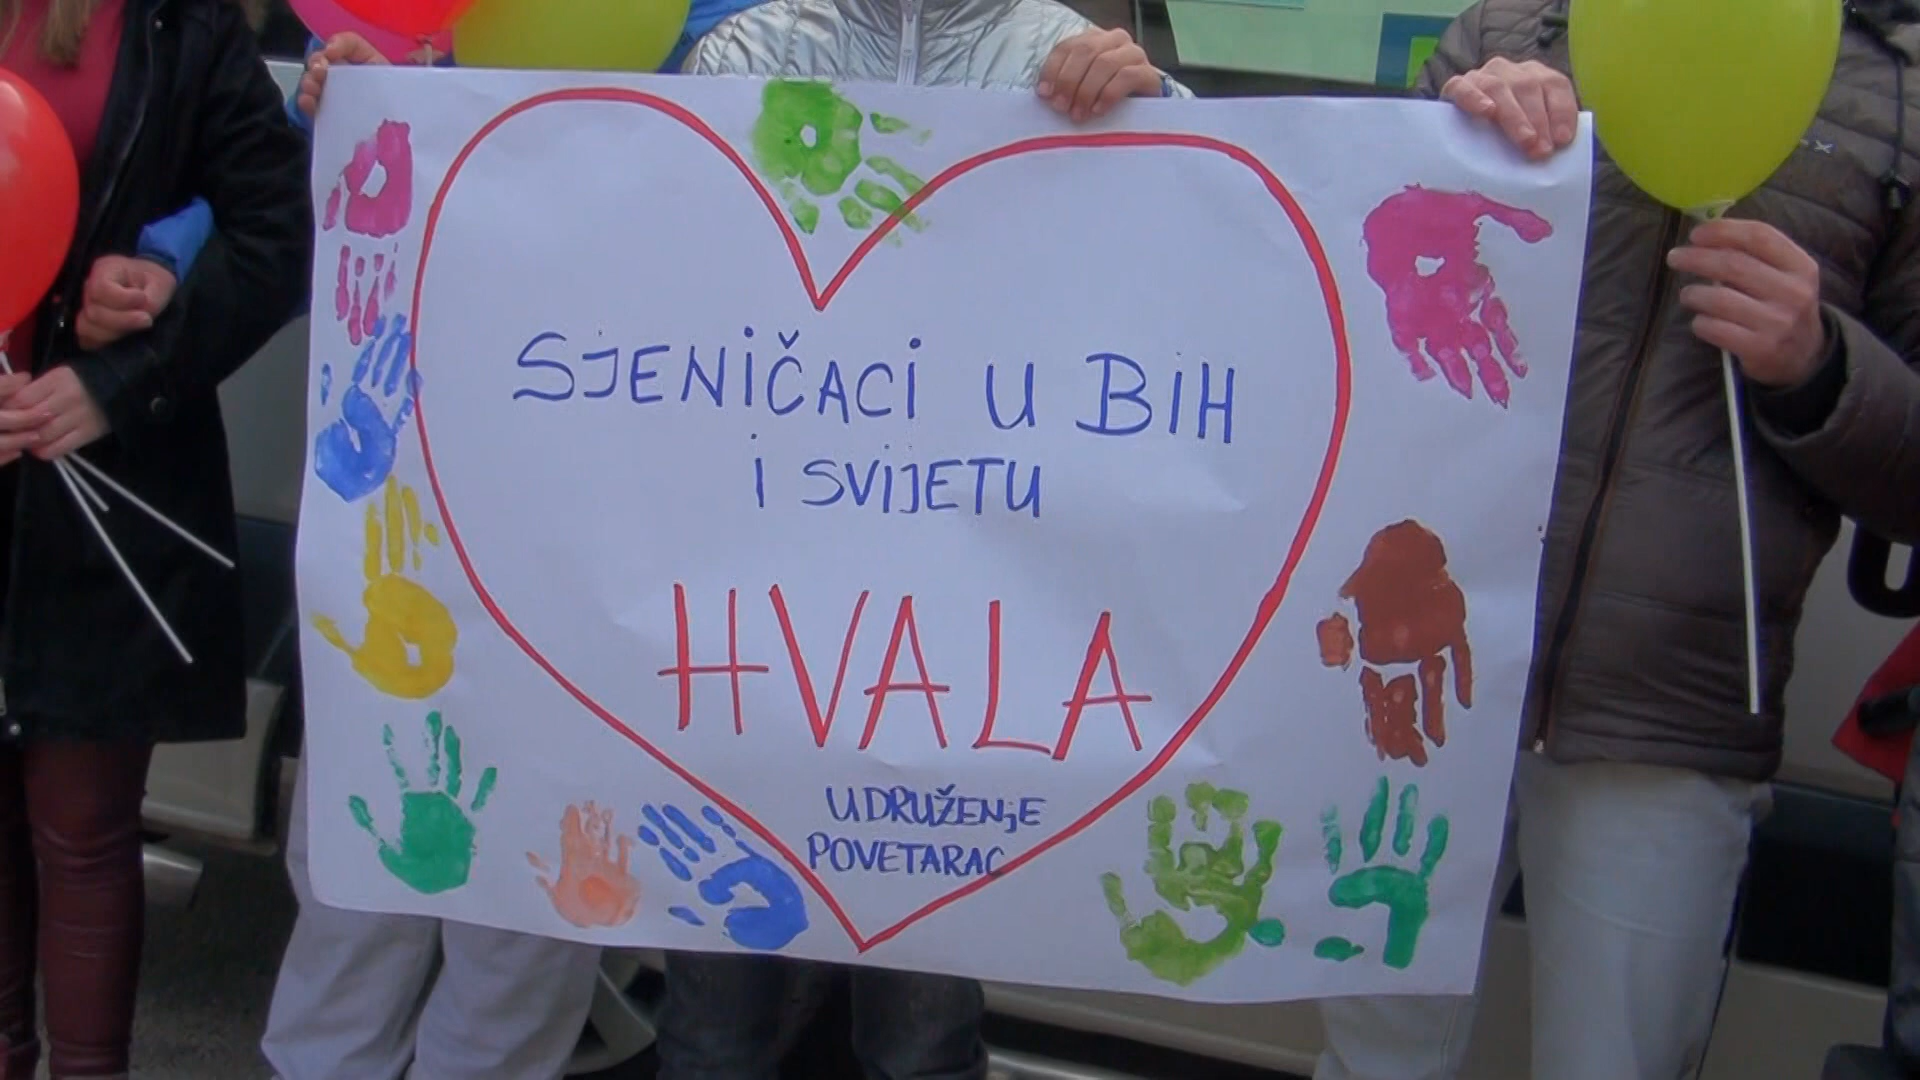 SJENIČACI U BIH
I SVIJETU
HVALA
UDRUŽENJE
POVETARAC